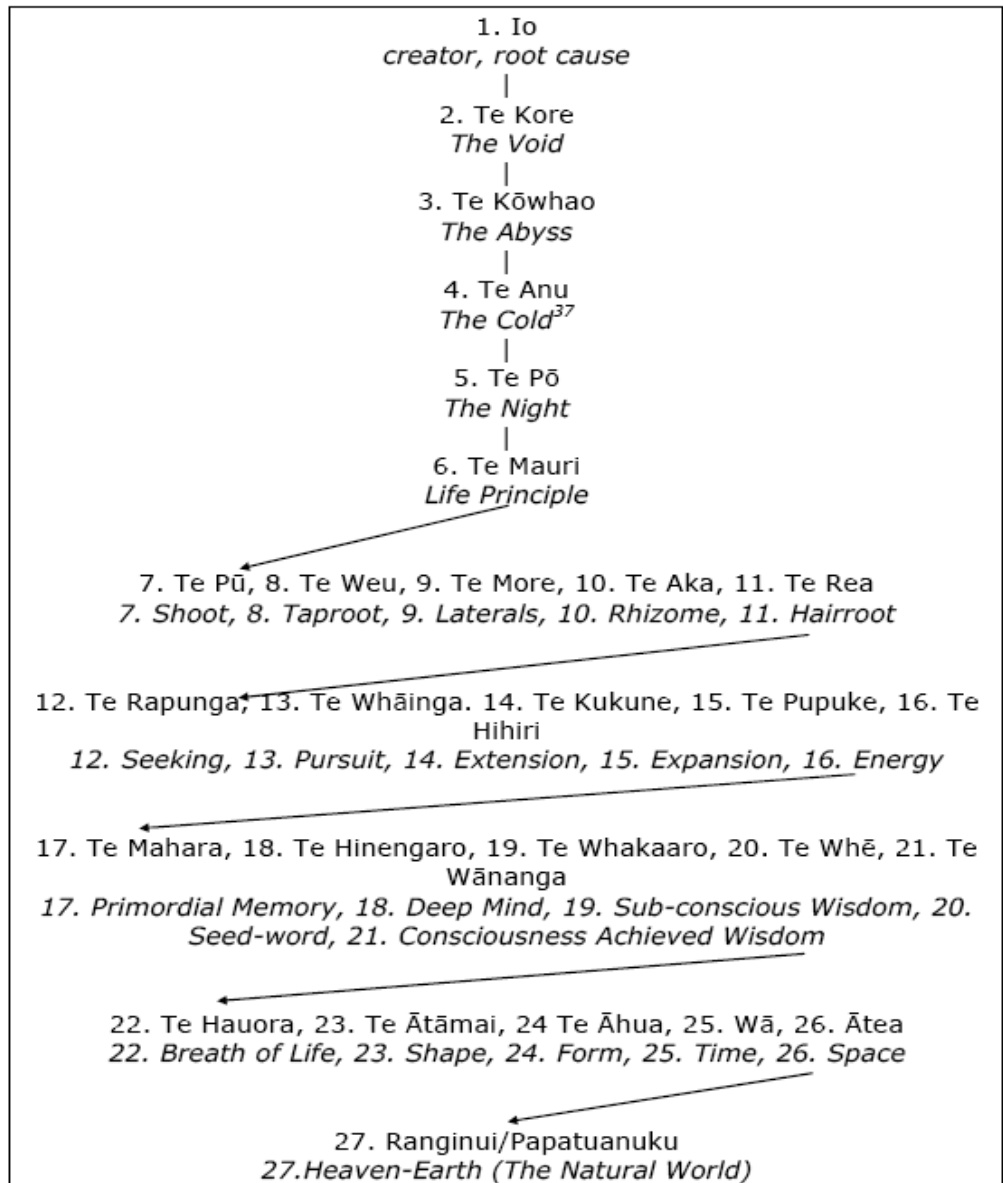 1. Io
creator, root cause
|
2. Te Kore
The Void
|
3. Te Kōwhao
The Abyss
|
4. Te Anu
The Cold37
|
5. Te Pō
The Night
|
6. Te Mauri
Life Principle
7. Te Pū, 8. Te Weu, 9. Te More, 10. Te Aka, 11. Te Rea
7. Shoot, 8. Taproot, 9. Laterals, 10. Rhizome, 11. Hairroot
12. Te Rapunga, 13. Te Whāinga. 14. Te Kukune, 15. Te Pupuke, 16. Te
Hihiri
12. Seeking, 13. Pursuit, 14. Extension, 15. Expansion, 16. Energy
17. Te Mahara, 18. Te Hinengaro, 19. Te Whakaaro, 20. Te Whē, 21. Te
Wānanga
17. Primordial Memory, 18. Deep Mind, 19. Sub-conscious Wisdom, 20.
Seed-word, 21. Consciousness Achieved Wisdom
22. Te Hauora, 23. Te Ātāmai, 24 Te Āhua, 25. Wā, 26. Ātea
22. Breath of Life, 23. Shape, 24. Form, 25. Time, 26. Space
27. Ranginui/Papatuanuku
27.Heaven-Earth (The Natural World)